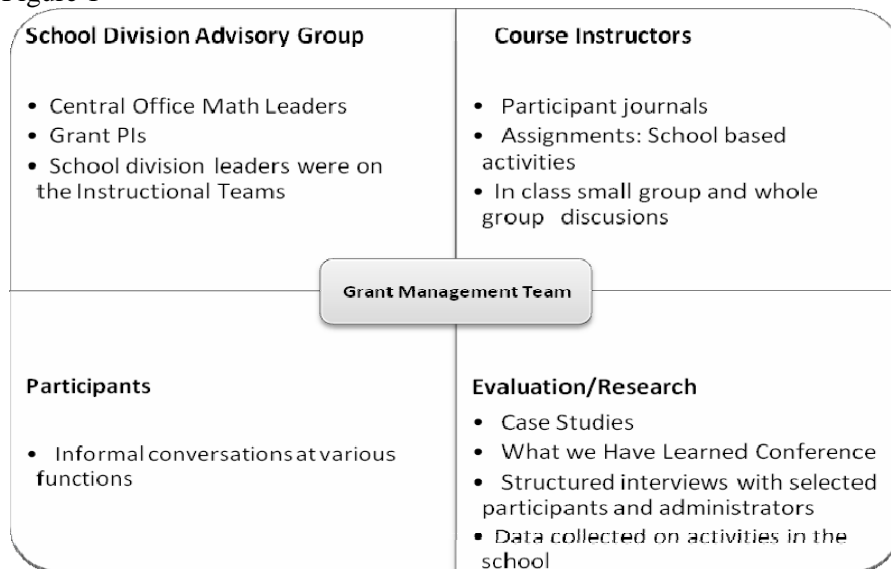 School Division Advisory Group
• Central Office Math Leaders
• Grant PIs
• School division leaders were on
the Instructional Teams
Course Instructors
• Participant journals
• Assignments: School based
activities
• In class small group and whole
group discusions
Grant Management Team
Participants
• Informal conversations at various
functions
Evaluation/Research
• Case Studies
• What we Have Learned Conference
• Structured interviews with selected
participants and administrators
• Data collected on activities in the
school